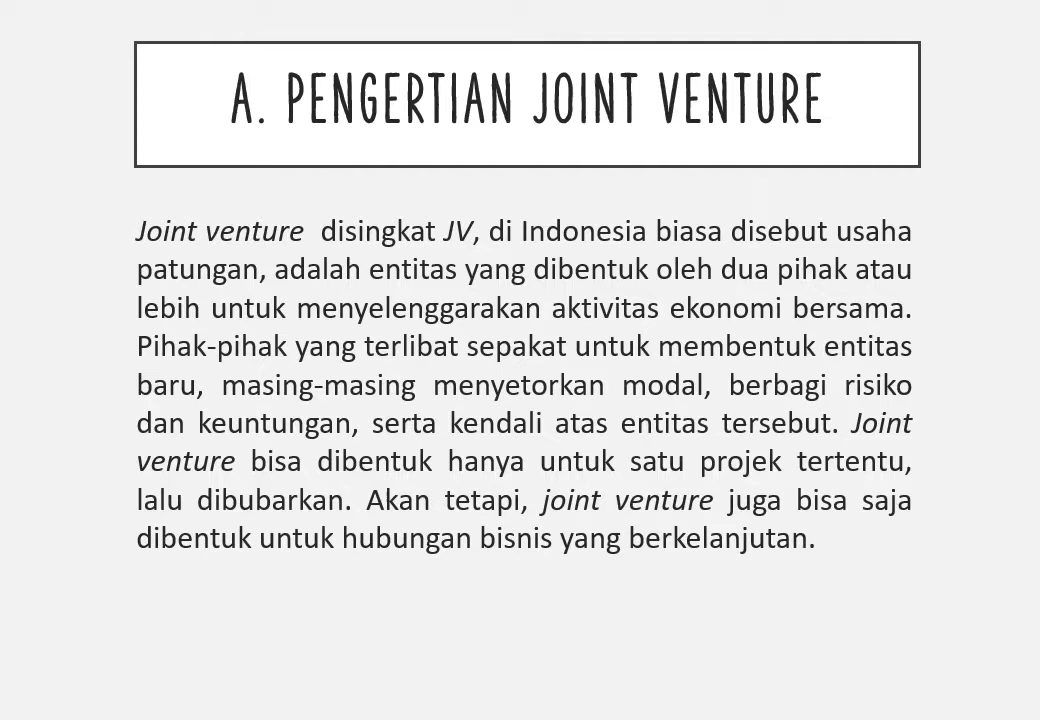 A. PENGERTIAN JOINT VENTURE
Joint venture disingkat JV, di Indonesia biasa disebut usaha
patungan, adalah entitas yang dibentuk oleh dua pihak atau
lebih untuk menyelenggarakan aktivitas ekonomi bersama.
Pihak-pihak yang terlibat sepakat untuk membentuk entitas
baru, masing-masing menyetorkan modal, berbagi risiko
dan keuntungan, serta kendali atas entitas tersebut. Joint
venture bisa dibentuk hanya untuk satu projek tertentu,
lalu dibubarkan. Akan tetapi, joint venture juga bisa saja
dibentuk untuk hubungan bisnis yang berkelanjutan.